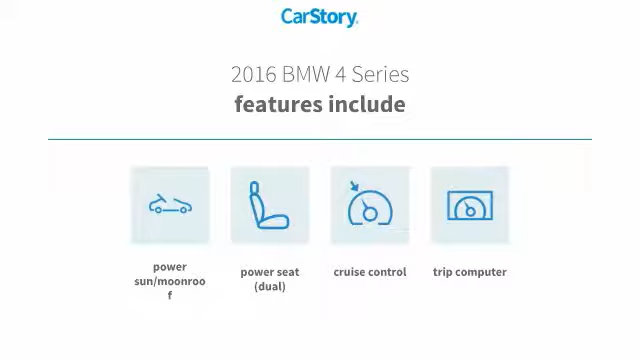 CarStory.
2016 BMW 4 Series
features include
power
sun/moonroo
f
power seat
(dual)
cruise control
trip computer